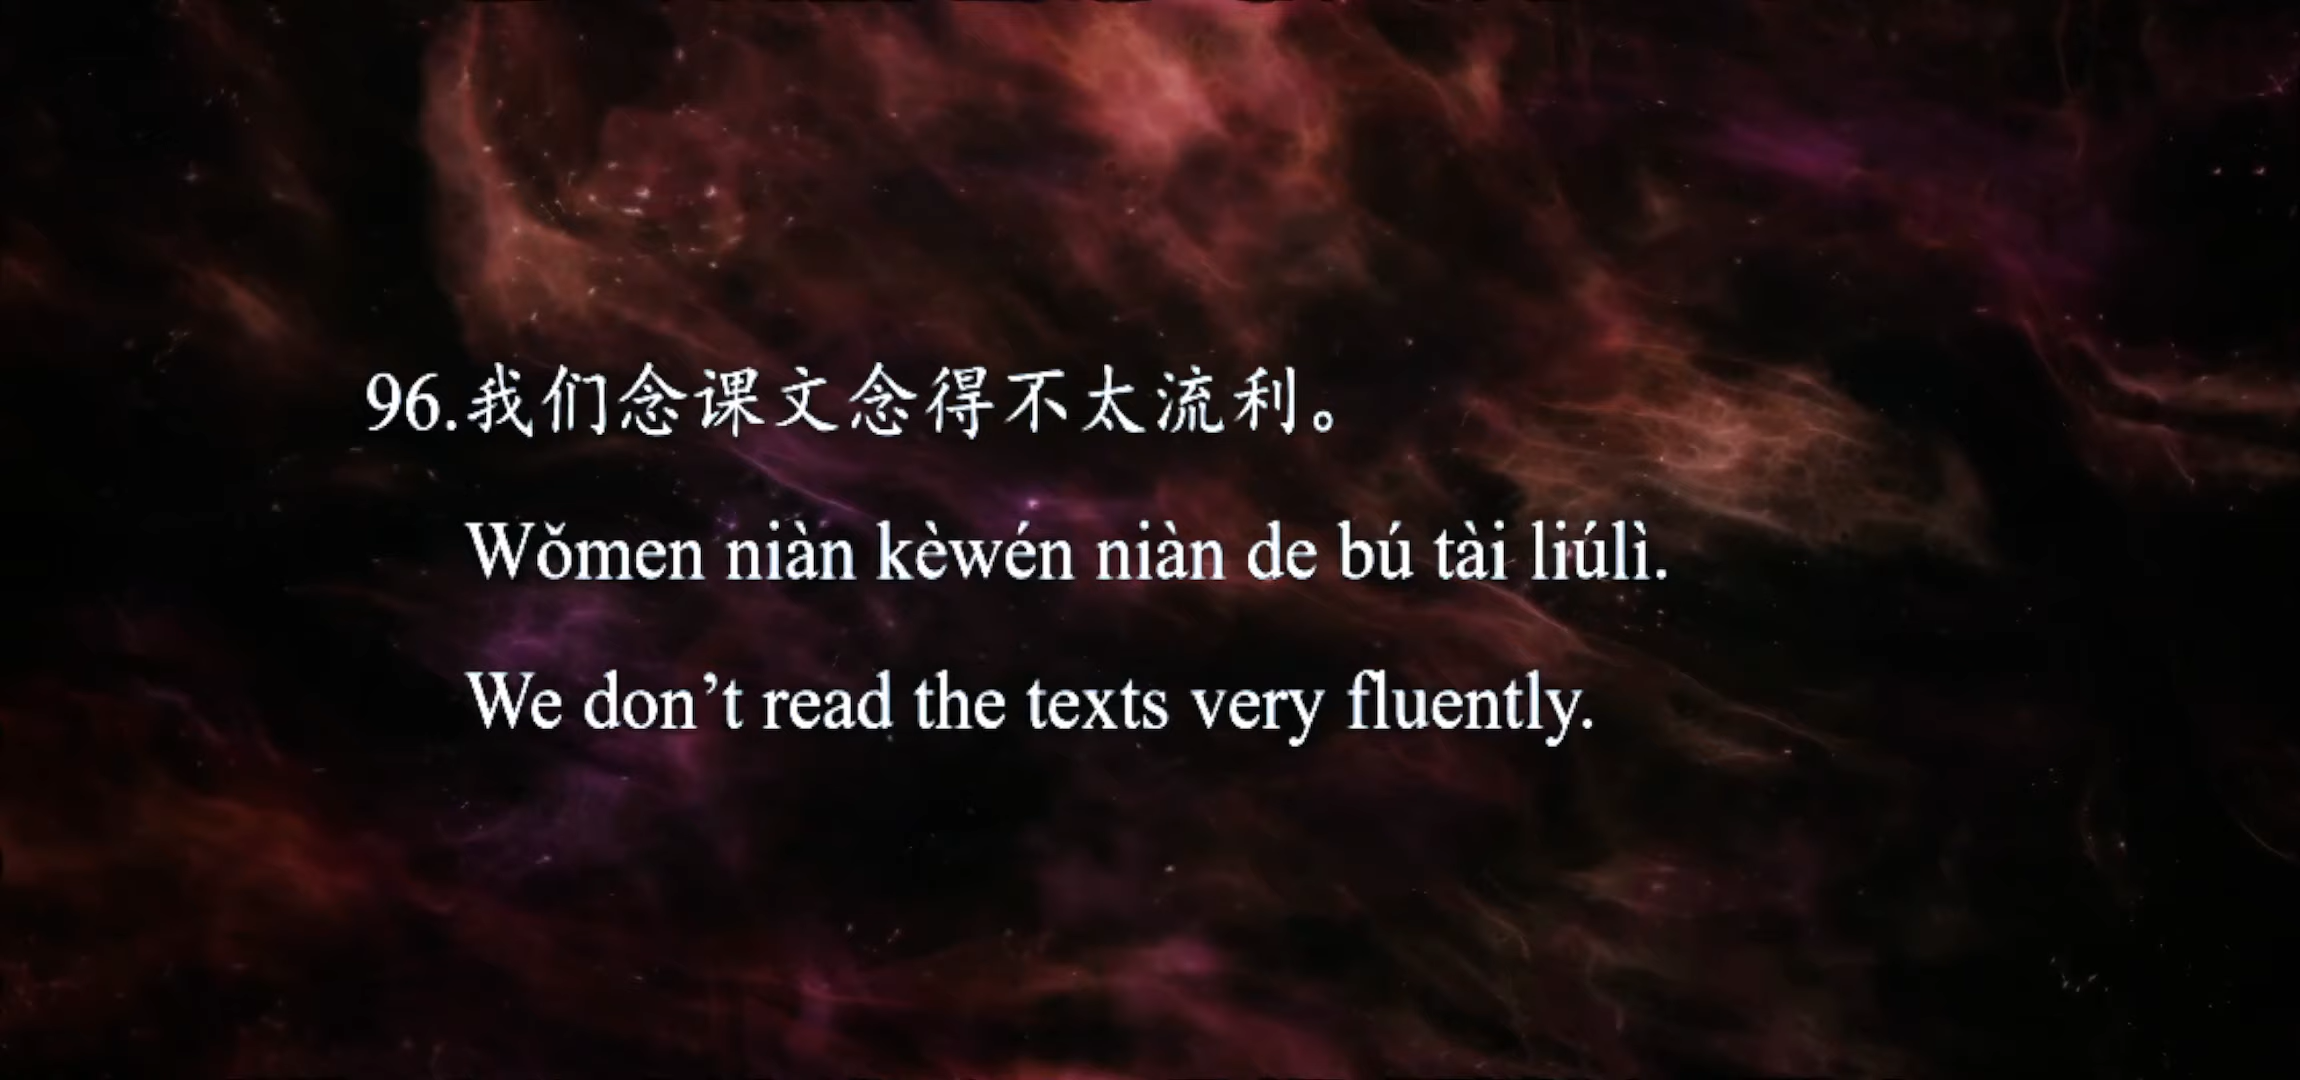 96.我们念课文念得不太流利。
Wǒmen niàn kèwén niàn de bú tài liúlì.
We don’t read the texts very fluently.